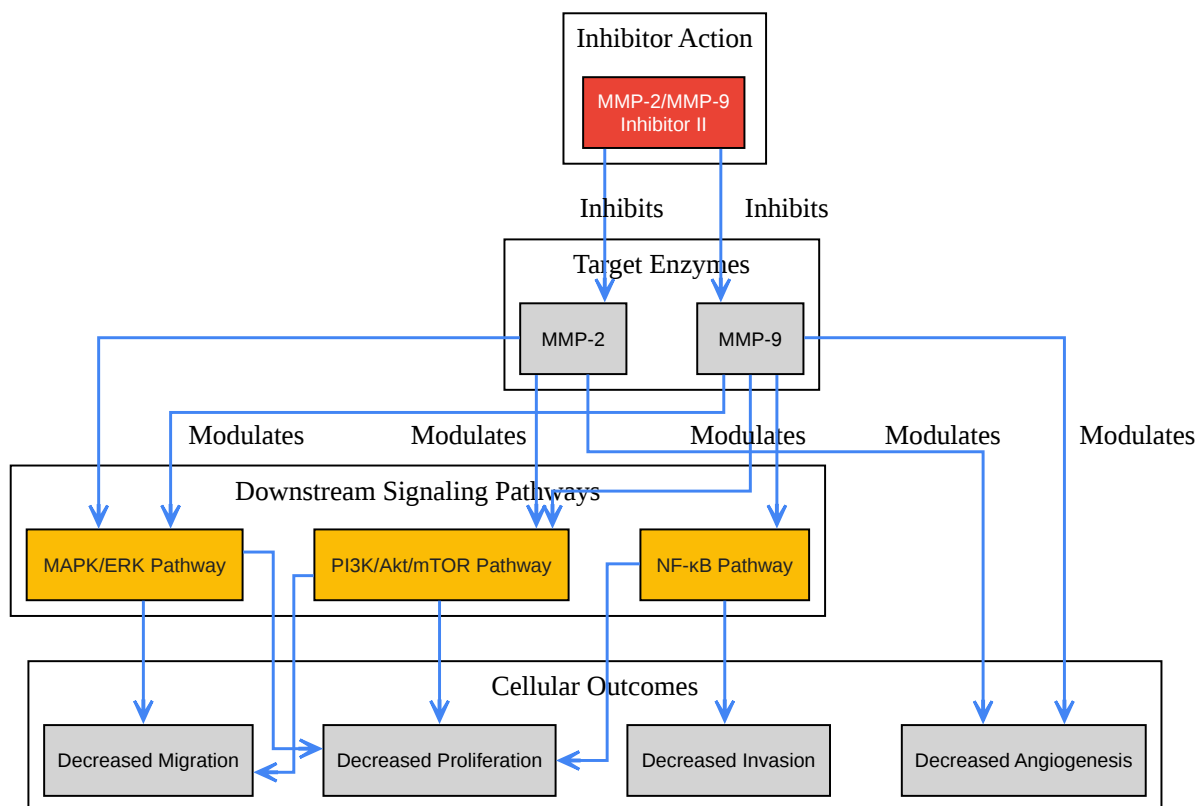 Inhibitor Action
MMP-2/MMP-9
Inhibitor II
Inhibits
Inhibits
Target Enzymes
MMP-2
MMP-9
Modulates
Modulates
Modulates
Modulates
Modulates
Downstream Signaling Pathways
MAPK/ERK Pathway
PI3K/Akt/mTOR Pathway
NF-κB Pathway
Cellular Outcomes
Decreased Migration
Decreased Proliferation
Decreased Invasion
Decreased Angiogenesis